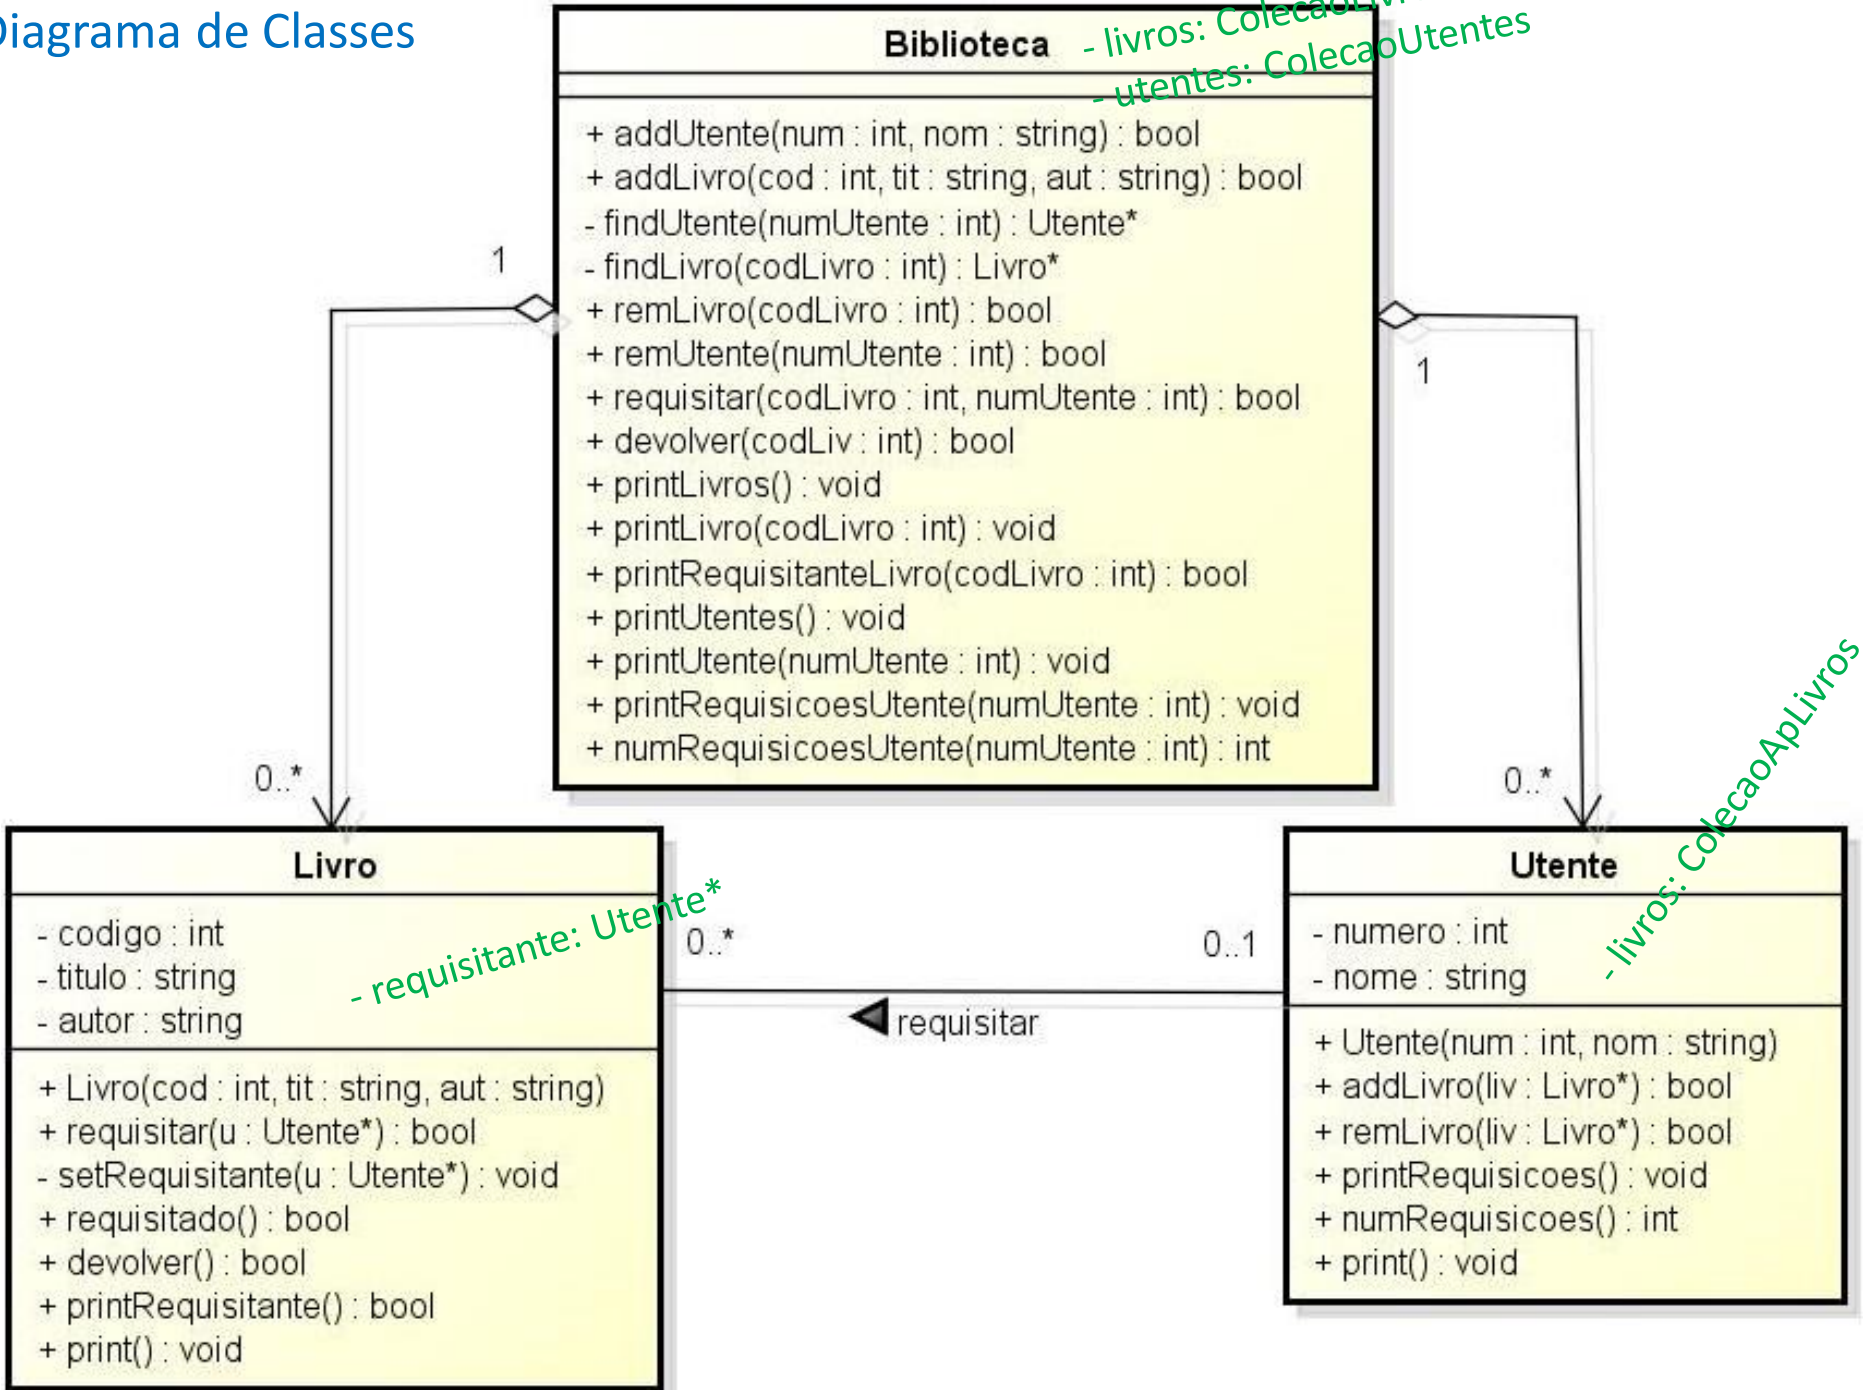 Diagrama de Classes
Biblioteca
- livros:
- utentes: ColecaoUtentes
+ addUtente(num : int, nom : string) : bool
+ addLivro(cod : int, tit : string, aut : string) : bool
- findUtente(numUtente : int) : Utente*
- findLivro(codLivro : int) : Livro*
+ remLivro(codLivro : int) : bool
+ remUtente(numUtente : int) : bool
+ requisitar(codLivro : int, numUtente : int) : bool
+ devolver(codLiv : int) : bool
+ printLivros() : void
+ printLivro(codLivro : int) : void
+ printRequisitanteLivro(codLivro : int) : bool
+ printUtentes() : void
+ printUtente(numUtente : int) : void
+ printRequisicoesUtente(numUtente : int) : void
+ numRequisicoesUtente(numUtente : int) : int
1
1
0..*
0..*
Livro
- codigo : int
- titulo : string
- autor : string
- requisitante: Utente*
+ Livro(cod : int, tit : string, aut : string)
+ requisitar(u : Utente*) : bool
- setRequisitante(u : Utente*) : void
+ requisitado() : bool
+ devolver() : bool
+ printRequisitante() : bool
+ print() : void
0..*
0..1
requisitar
Utente
- numero : int
- nome : string
- livros: ColecaoApLivros
+ Utente(num : int, nom : string)
+ addLivro(liv : Livro*) : bool
+ remLivro(liv : Livro*) : bool
+ printRequisicoes() : void
+ numRequisicoes() : int
+ print() : void